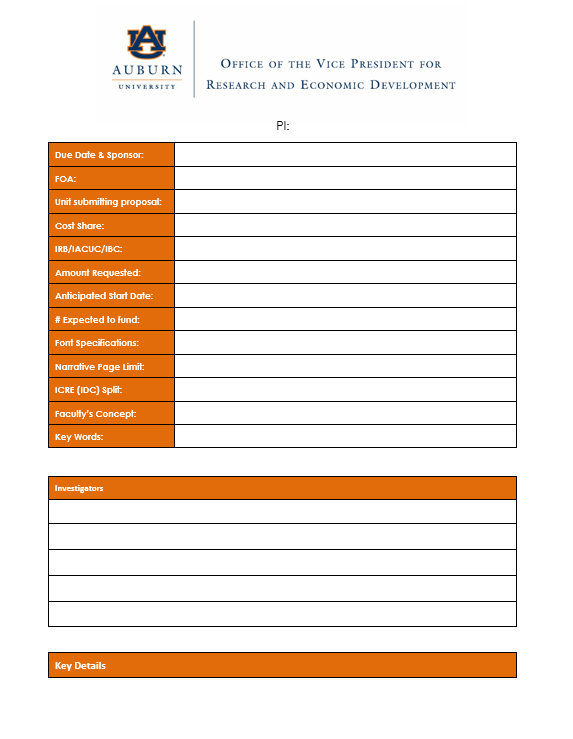 AU
AUBURN
UNIVERSITY
OFFICE OF THE VICE PRESIDENT FOR
RESEARCH AND ECONOMIC DEVELOPMENT
PI:
Due Date & Sponsor:
FOA:
Unit submitting proposal:
Cost Share:
IRB/IACUC/IBC:
Amount Requested:
Anticipated Start Date:
# Expected to fund:
Font Specifications:
Narrative Page Limit:
ICRE (IDC) Split:
Faculty's Concept:
Key Words:
Investigators
Key Details